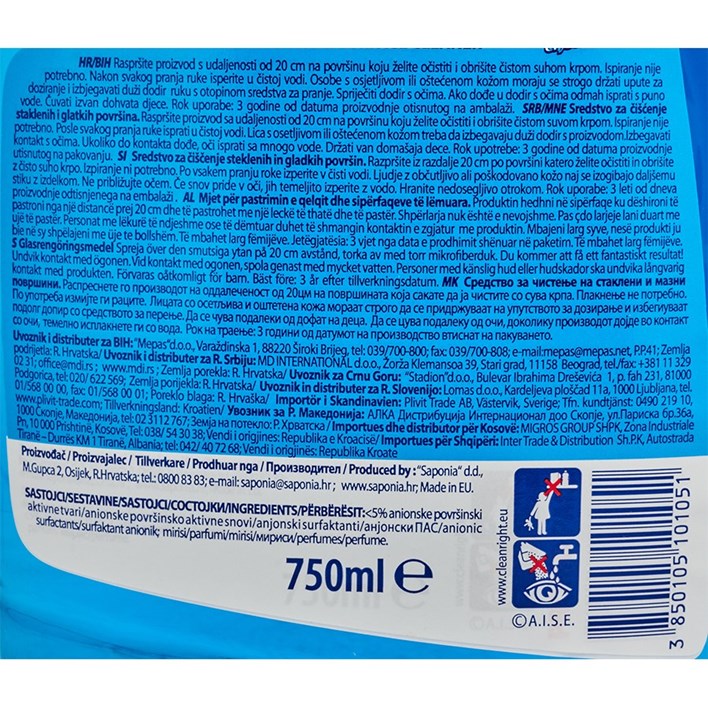 HR/BIH Raspršite proizvod s udaljenosti od 20 cm na površinu koju želite očistiti i obrišite čistom suhom krpom. Ispiranje nije
potrebno. Nakon svakog pranja ruke isperite u čistoj vodi. Osobe s osjetljivom ili oštećenom kožom moraju se strogo držati upute za
doziranje i izbjegavati duži dodir ruku s otopinom sredstva za pranje. Spriječiti dodir s očima. Ako dođe u dodir s očima odmah isprati s puno
vode. Čuvati izvan dohvata djece. Rok uporabe: 3 godine od datuma proizvodnje otisnutog na ambalaži. SRB/MNE Sredstvo za čišćenje
staklenih i glatkih površina. Raspršite proizvod sa udaljenosti od 20 cm na površinu koju želite očistiti i obrišite čistom suvom krpom. Ispiranje nije
potrebno. Posle svakog pranja ruke isprati u čistoj vodi. Lica s osetljivom ili oštećenom kožom treba da izbegavaju duži dodir s proizvodom. Izbegavati
kontakt s očima. Ukoliko do kontakta dođe, oči isprati sa mnogo vode. Držati van domašaja dece. Rok upotrebe: 3 godine od datuma proizvodnje
utisnutog na pakovanju. SI Sredstvo za čiščenje steklenih in gladkih površin. Razpršite iz razdalje 20 cm po površini katero želite očistiti in obrišite
z čisto suho krpo. Izpiranje ni potrebno. Po vsakem pranju roke izperite v čisti vodi. Ljudje z občutljivo ali poškodovano kožo naj se izogibajo daljšemu
stiku z izdelkom. Ne približujte očem. Če snov pride v oči, jih temeljito izperite z vodo. Hranite nedosegljivo otrokom. Rok uporabe: 3 leti od dneva
proizvodnje odtisnjenega na embalaži . AL Mjet për pastrimin e qelqit dhe sipërfaqeve të lëmuara. Produktin hedhni në sipërfaqe ku dëshironi të
pastroni nga një distancë prej 20 cm dhe të pastrohet me një leckë të thatë dhe të pastër. Shpërlarja nuk është e nevojshme. Pas çdo larjeje lani duart me
ujë të pastër. Personat me lëkurë të ndjeshme ose të dëmtuar duhet të shmangin kontaktin e zgjatur me produktin. Mbajeni larg syve, nesë produkti ju
bie në sy shpëlajeni me ujë te bollshëm. Të mbahet larg fëmijëve. Jetëgjatësia: 3 vjet nga data e prodhimit shënuar në paketim. Të mbahet larg fëmijëve.
S Glasrengöringsmedel Spreja över den smutsiga ytan på 20 cm avstånd, torka av med torr mikrofiberduk. Du kommer att få ett fantastiskt resultat!
Undvik kontakt med ögonen. Vid kontakt med ögonen, spola genast med mycket vatten. Personer med känslig hud eller hudskador ska undvika långvarig
kontakt med produkten. Förvaras oåtkomligt för barn. Bäst före: 3 år efter tillverkningsdatum. MK Средство за чистење на стаклени и мазни
површини. Распреснете го производот на оддалеченост од 20цм на површината која сакате да ја чистите со сува крпа. Плакнење не потребно.
По употреба измијте ги рацете. Лицата со осетљива и оштетена кожа мораат строго да се придржуваат на упутството за дозирање и избегнуваат
подолг допир со средството за перење. Да се чува подалеку од дофат на деца. Да се чува подалеку од очи, доколику производот дојде во контакт
со очи, темелно исплакнете ги со вода. Рок на траење: 3 години од датумот на производство втиснат на пакувањето.
Uvoznik i distributer za BIH: "Mepas"d.o.o., Varaždinska 1, 88220 Široki Brijeg, tel: 039/700-800; fax: 039/700-808; e-mail:mepas@mepas.net, P.P.41; Zemlja
podrijetla: R. Hrvatska/ Uvoznik i distributer za R. Srbiju: MD INTERNATIONAL d.o.o., Žorža Klemansoa 39, Stari grad, 11158 Beograd, tel/fax: +381 11 320
02 31; office@mdi.rs; www.mdi.rs; Zemlja porekla: R. Hrvatska/ Uvoznik za Crnu Goru: "Stadion"d.o.o., Bulevar Ibrahima Dreševića 1, p. fah 231, 81000
Podgorica, tel: 020/622 569; Zemlja porijekla: R. Hrvatska/ Uvoznik in distributer za R. Slovenijo: Lomas d.o.o., Kardeljeva ploščad 11a, 1000 Ljubljana, tel:
01/568 00 00, fax: 01/568 00 01; Poreklo blaga: R. Hrvaška/ Importör i Skandinavien: Plivit Trade AB, Västervik, Sverige; Tfn. kundtjänst: 0490 219 10,
www.plivit-trade.com; Tillverkningsland: Kroatien/ Увозник за Р. Македонија: АЛКА Дистрибуција Интернационал доо Скопје, ул.Париска бр.36а,
1000 Скопје, Македонија, tel: 02 3112 767; Земја на потекло: Р. Хрватска / Importues dhe distributor për Kosovë: MIGROS GROUP SHPK, Zona Industriale
P.N., 10 000 Prishtinë, Kosovë, Tel: 038/ 54 30 38; Vendi i origjinës: Republika e Kroacisë/ Importues për Shqipëri: Inter Trade & Distribution Sh.P.K, Autostrada
Tiranë – Durrës KM 1 Tiranë, Albania; tel: 042/ 40 72 68; Vendi i origjinës: Republika Kroate
Proizvođač / Proizvajalec / Tillverkare / Prodhuar nga / Производител / Produced by : "Saponia" d.d.,
M.Gupca 2, Osijek, R.Hrvatska; tel.: 0800 83 83; e-mail: saponia@saponia.hr ; www.saponia.hr; Made in EU.
SASTOJCI/SESTAVINE/SASTOJCI/СОСТОЈКИ/INGREDIENTS/PËRBËRËSIT:<5% anionske površinski
aktivne tvari/anionske površinsko aktivne snovi/anjonski surfaktanti/анјонски ПАС/anionic
surfactants/surfaktant anionik; mirisi/parfumi/mirisi/мириси/perfumes/perfume.
750ml e
www.cleanright.eu
© A.I.S.E.
3 850105 101051